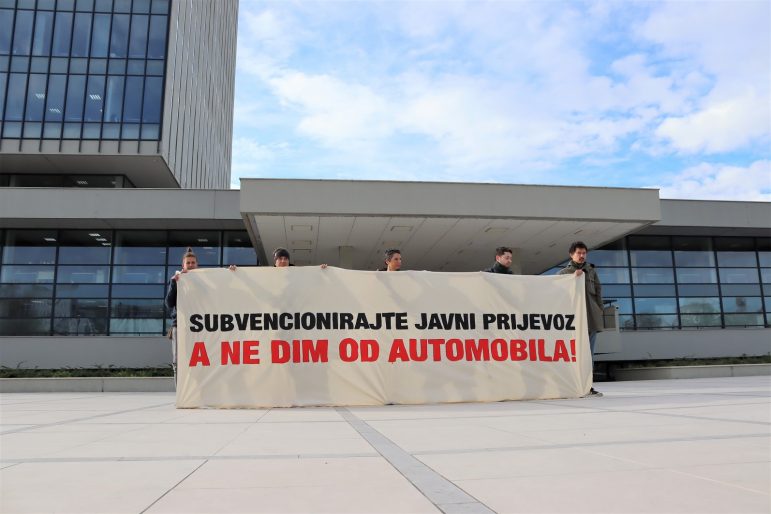 SUBVENCIONIRAJTE JAVNI PRIJEVOZ
A NE DIM OD AUTOMOBILA!